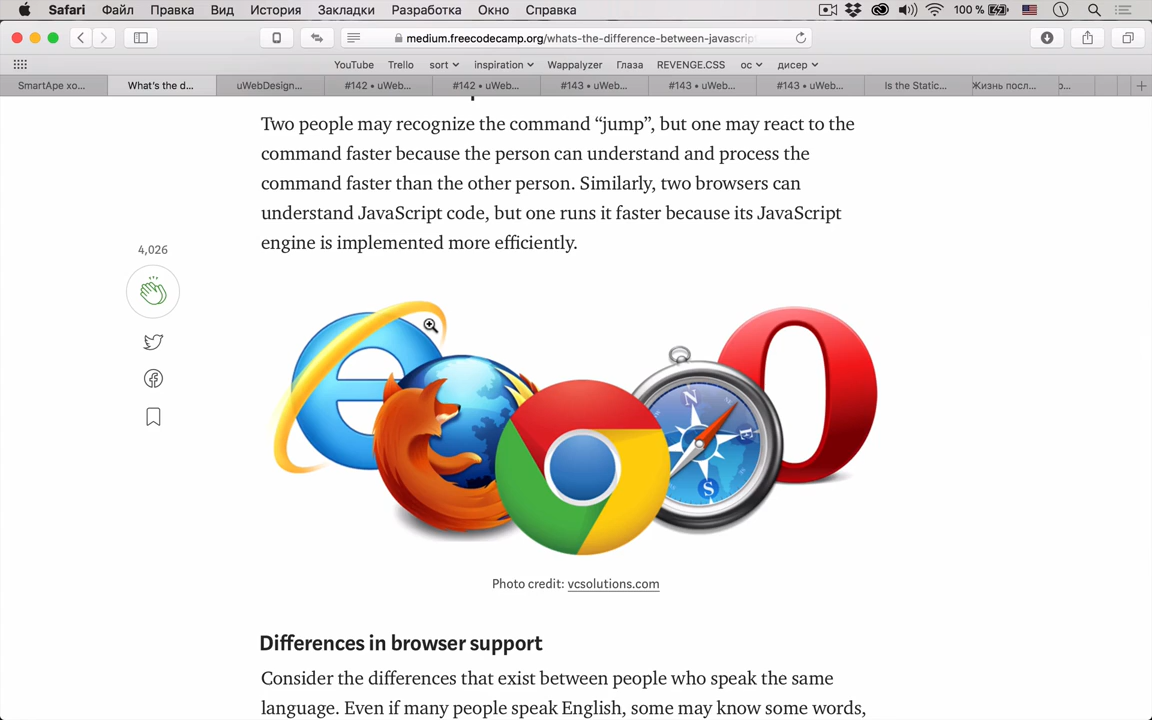 Safari Файл Правка Вид История Закладки Разработка Окно Справка 100 %
medium.freecodecamp.org/whats-the-difference-between-javascript
YouTube Trello sort inspiration Wappalyzer Глаза REVENGE.CSS ос дисер
SmartApe хо... What's the d... uWebDesign... #142 • uWeb... #142 • uWeb... #143 • uWeb... #143 • uWeb... #143 • uWeb... Is the Static... Жизнь посл...
Two people may recognize the command “jump”, but one may react to the
command faster because the person can understand and process the
command faster than the other person. Similarly, two browsers can
understand JavaScript code, but one runs it faster because its JavaScript
engine is implemented more efficiently.
4,026
N
E
S
Photo credit: vcsolutions.com
Differences in browser support
Consider the differences that exist between people who speak the same
language. Even if many people speak English, some may know some words,